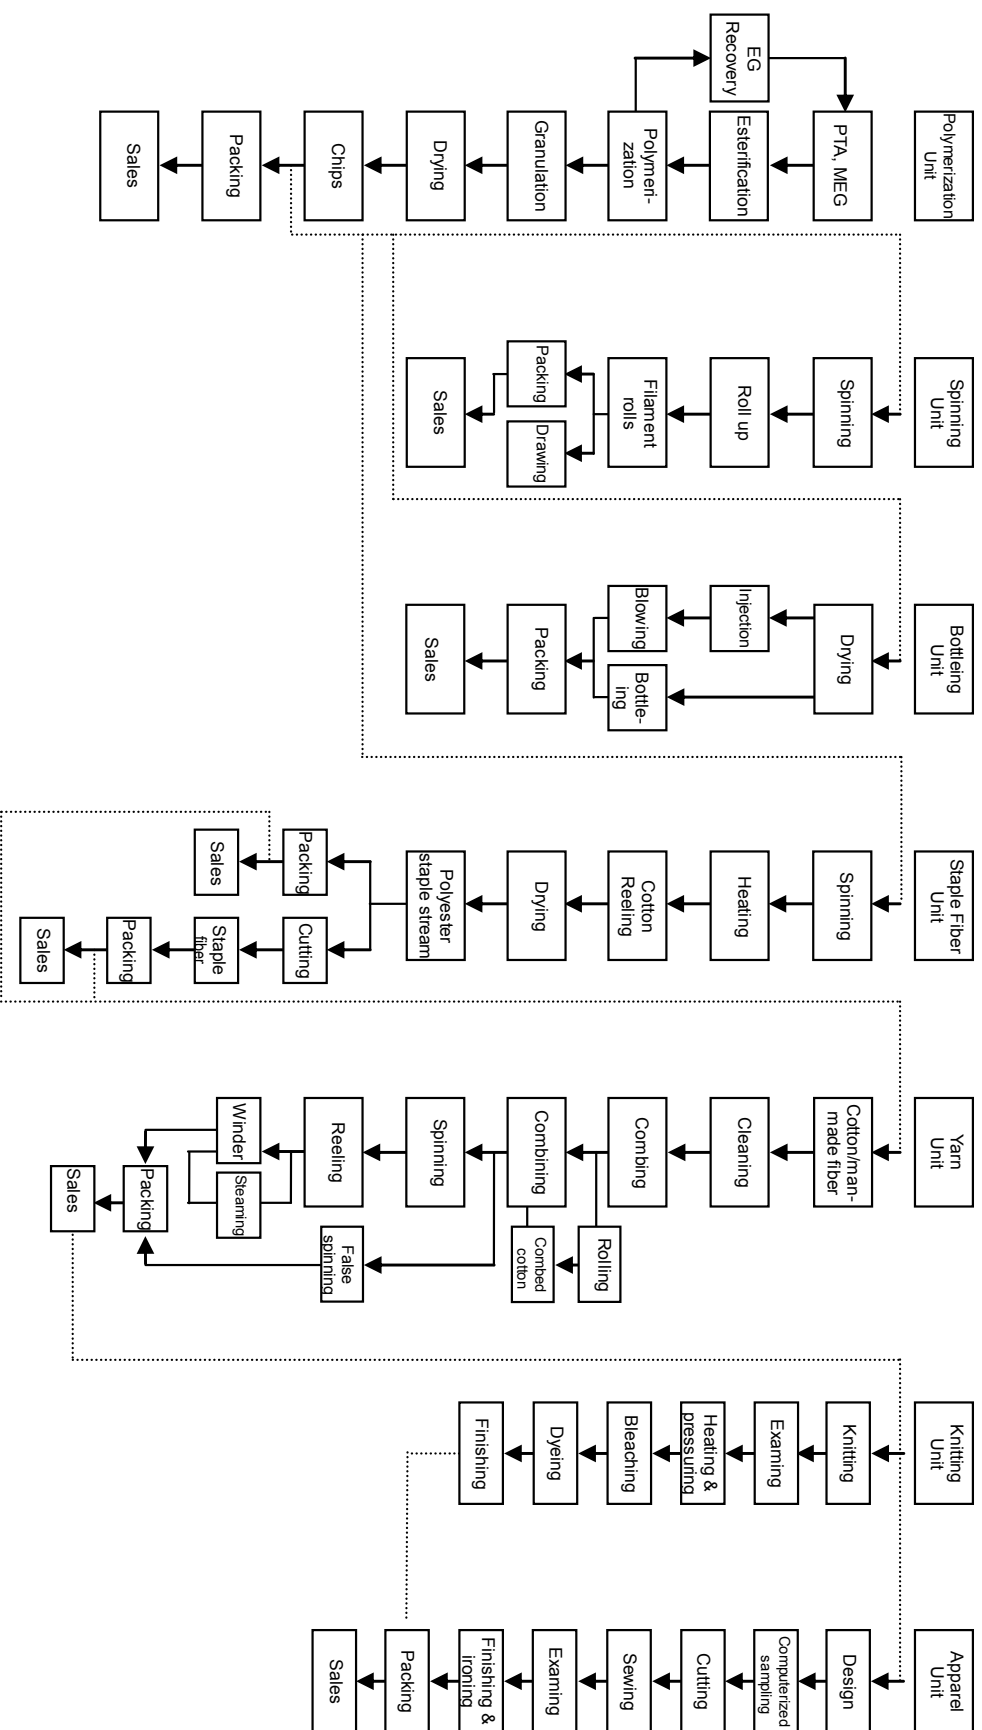 Polymerization
Unit
PTA, MEG
EG
Recovery
Esterification
Polymeri-
zation
Granulation
Drying
Chips
Packing
Sales
Spinning
Unit
Spinning
Roll up
Filament
rolls
Packing
Drawing
Sales
Bottleing
Unit
Drying
Injection
Blowing
Bottle-
ing
Packing
Sales
Staple Fiber
Unit
Spinning
Heating
Cotton
Reeling
Drying
Polyester
staple stream
Packing
Sales
Cutting
Staple
fiber
Packing
Sales
Yarn
Unit
Cotton/man-
made fiber
Cleaning
Combing
Rolling
Combed
cotton
Combining
Spinning
False
spinning
Reeling
Winder
Steaming
Packing
Sales
Knitting
Unit
Knitting
Examing
Heating &
pressuring
Bleaching
Dyeing
Finishing
Apparel
Unit
Design
Computerized
sampling
Cutting
Sewing
Examing
Finishing &
ironing
Packing
Sales